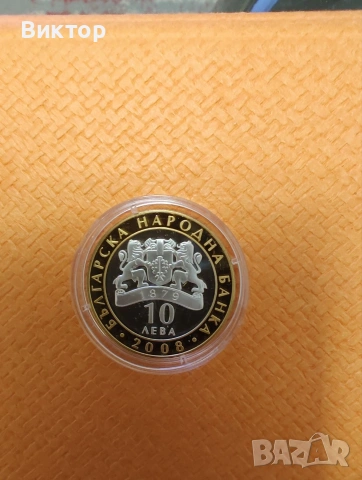 Виктор
БЪЛГАРСКА НАРОДНА БАНКА
1879
10
ЛЕВА
• 2008 •
BAZAR